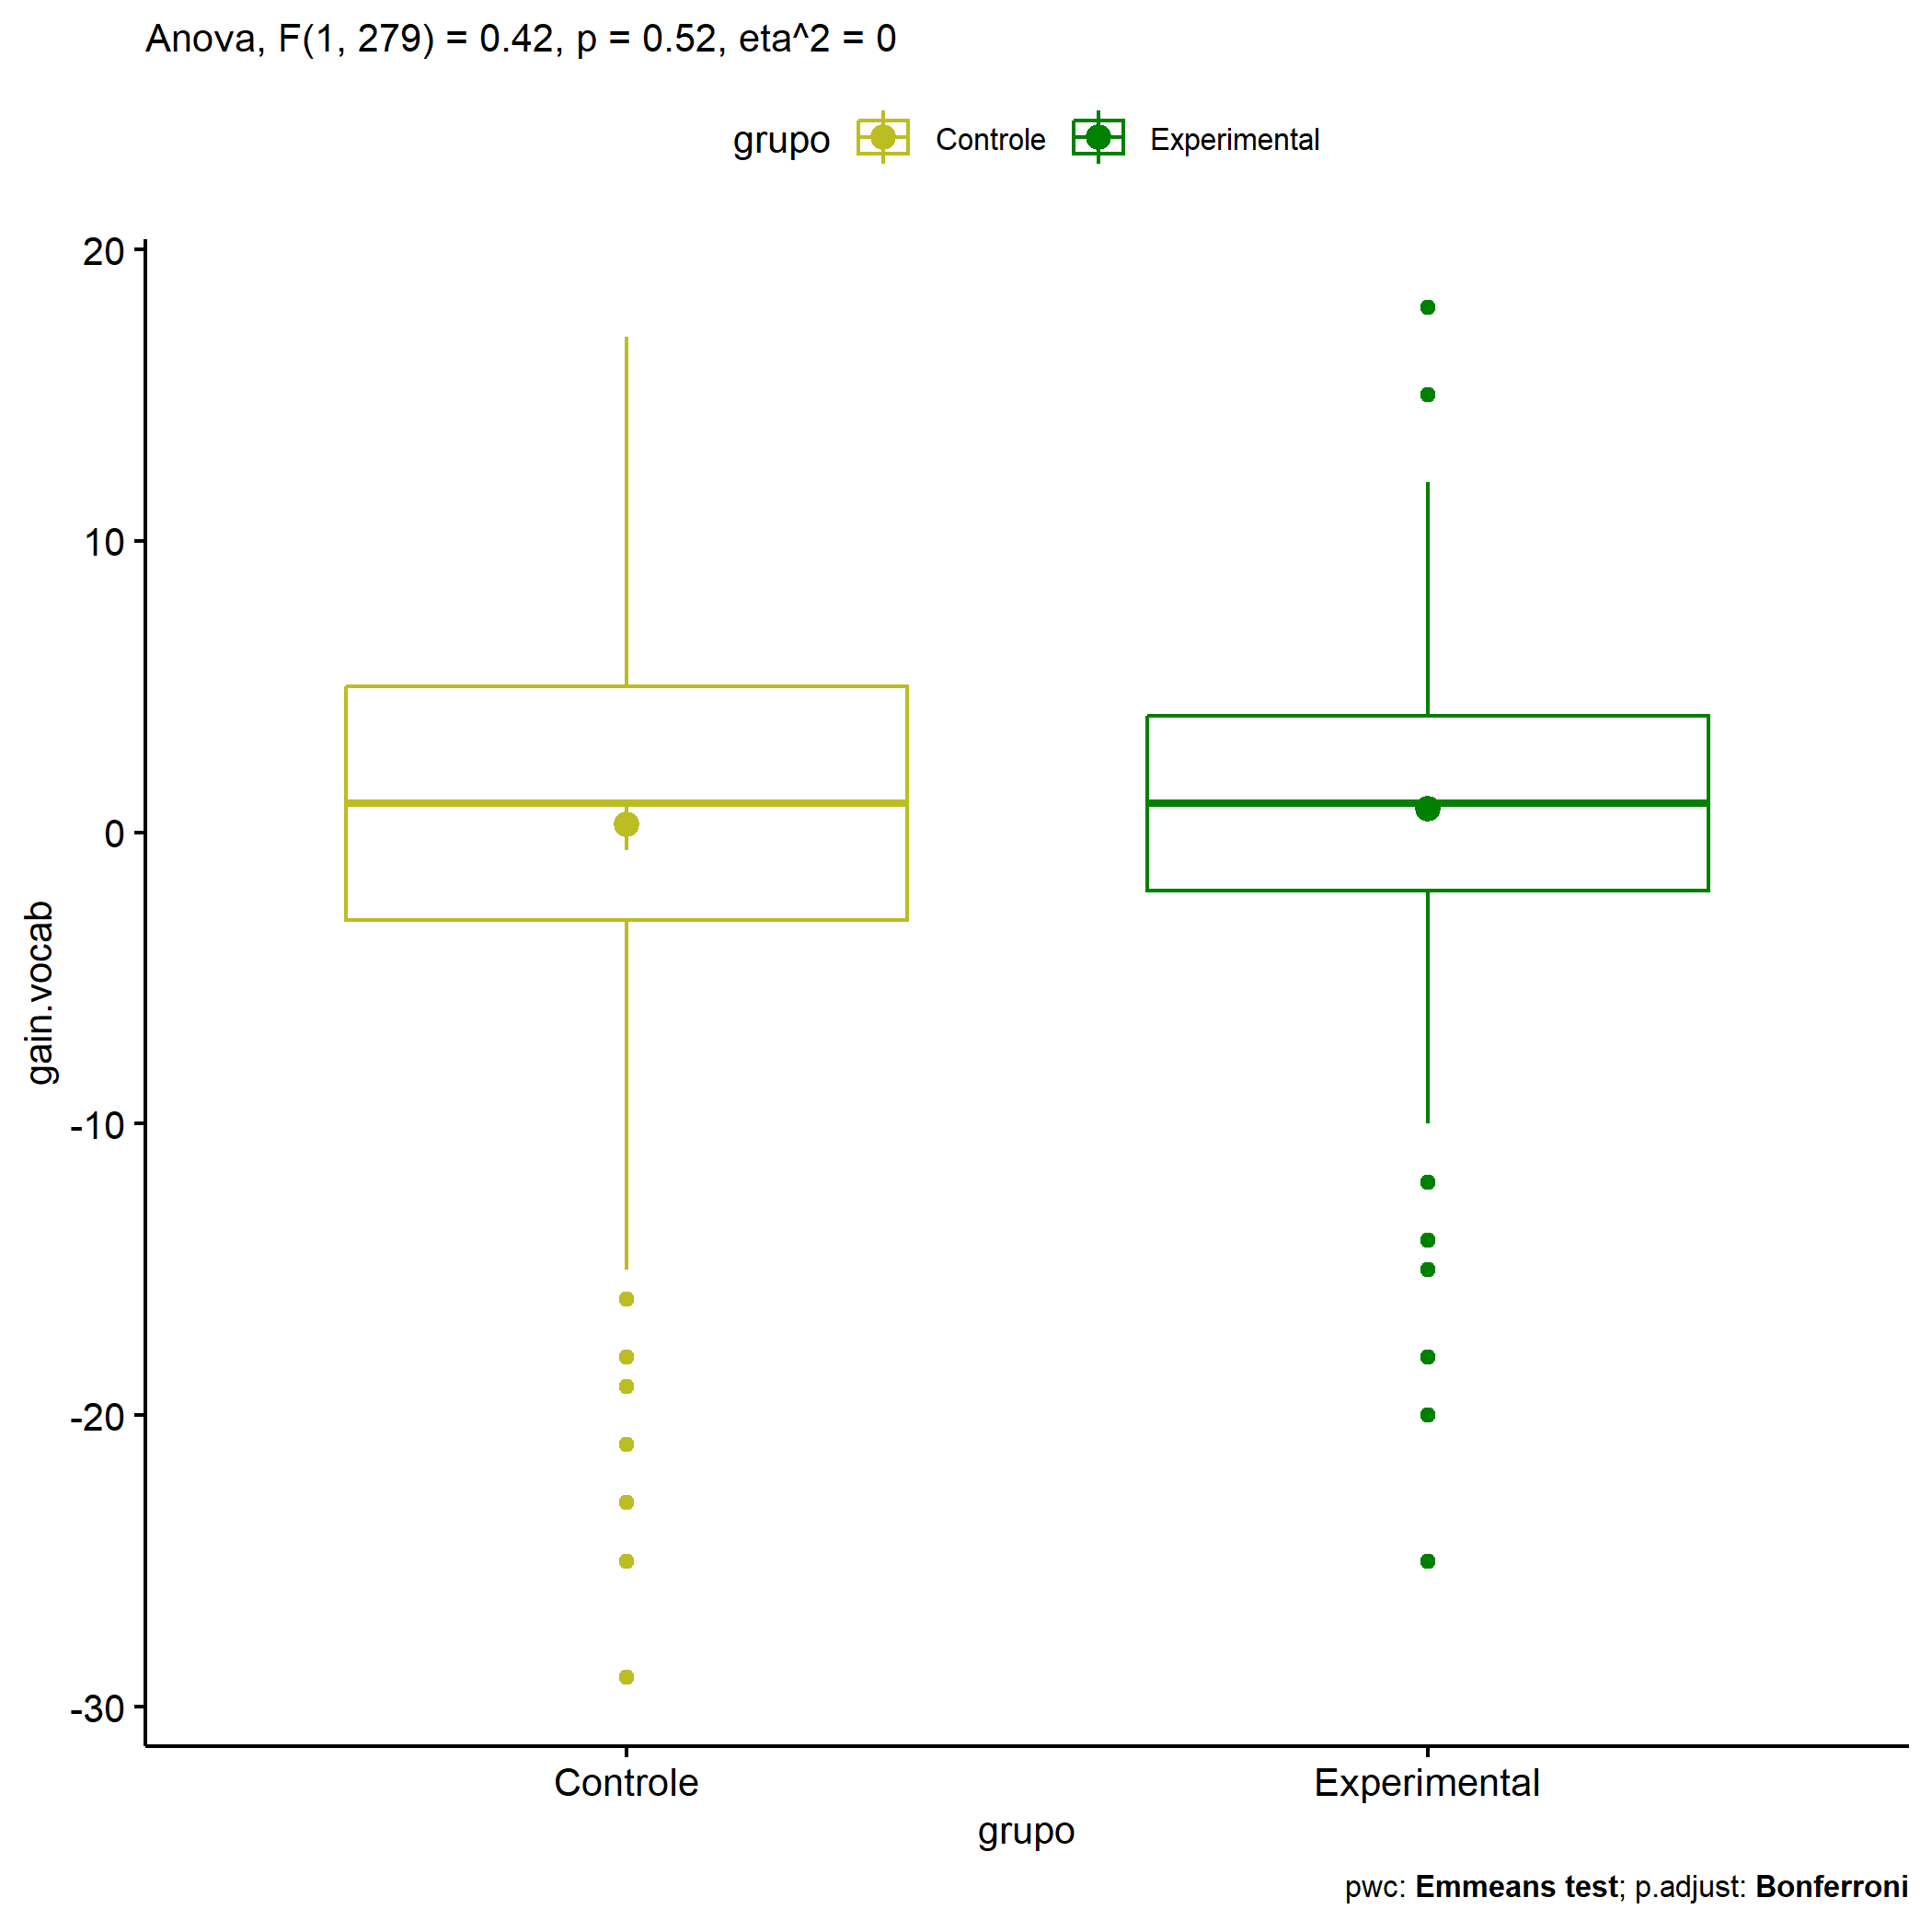 Anova, F(1, 279) = 0.42, p = 0.52, eta^2 = 0
grupo Controle Experimental
20
10
0
-10
-20
-30
gain.vocab
Controle Experimental
grupo
pwc: Emmeans test; p.adjust: Bonferroni